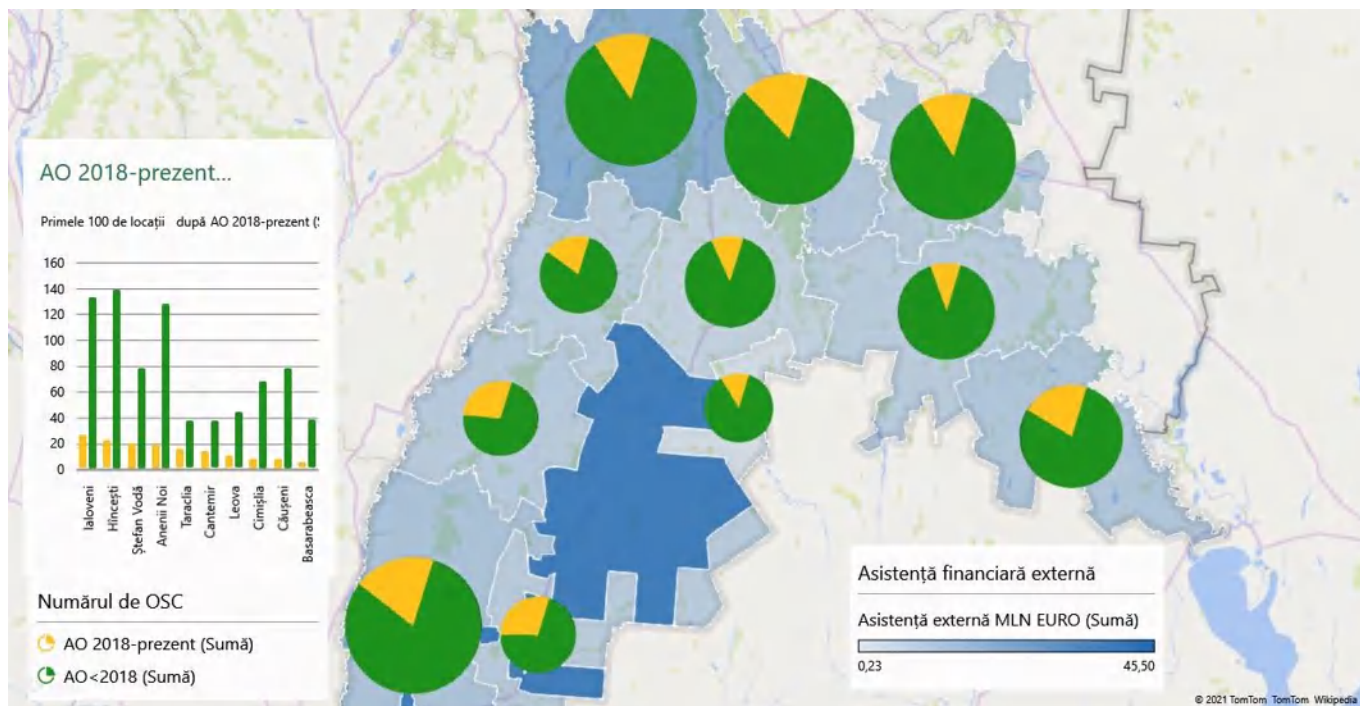 AO 2018-prezent...
Primele 100 de locații după AO 2018-prezent (
160
140
120
100
80
60
40
20
0
Ialoveni
Hîncești
Ștefan Vodă
Anenii Noi
Taraclia
Cantemir
Leova
Cimișlia
Căușeni
Basarabeasca
Numărul de OSC
AO 2018-prezent (Sumă)
AO<2018 (Sumă)
Asistență financiară externă
Asistență externă MLN EURO (Sumă)
0,23 45,50
© 2021 TomTom TomTom Wikipedia